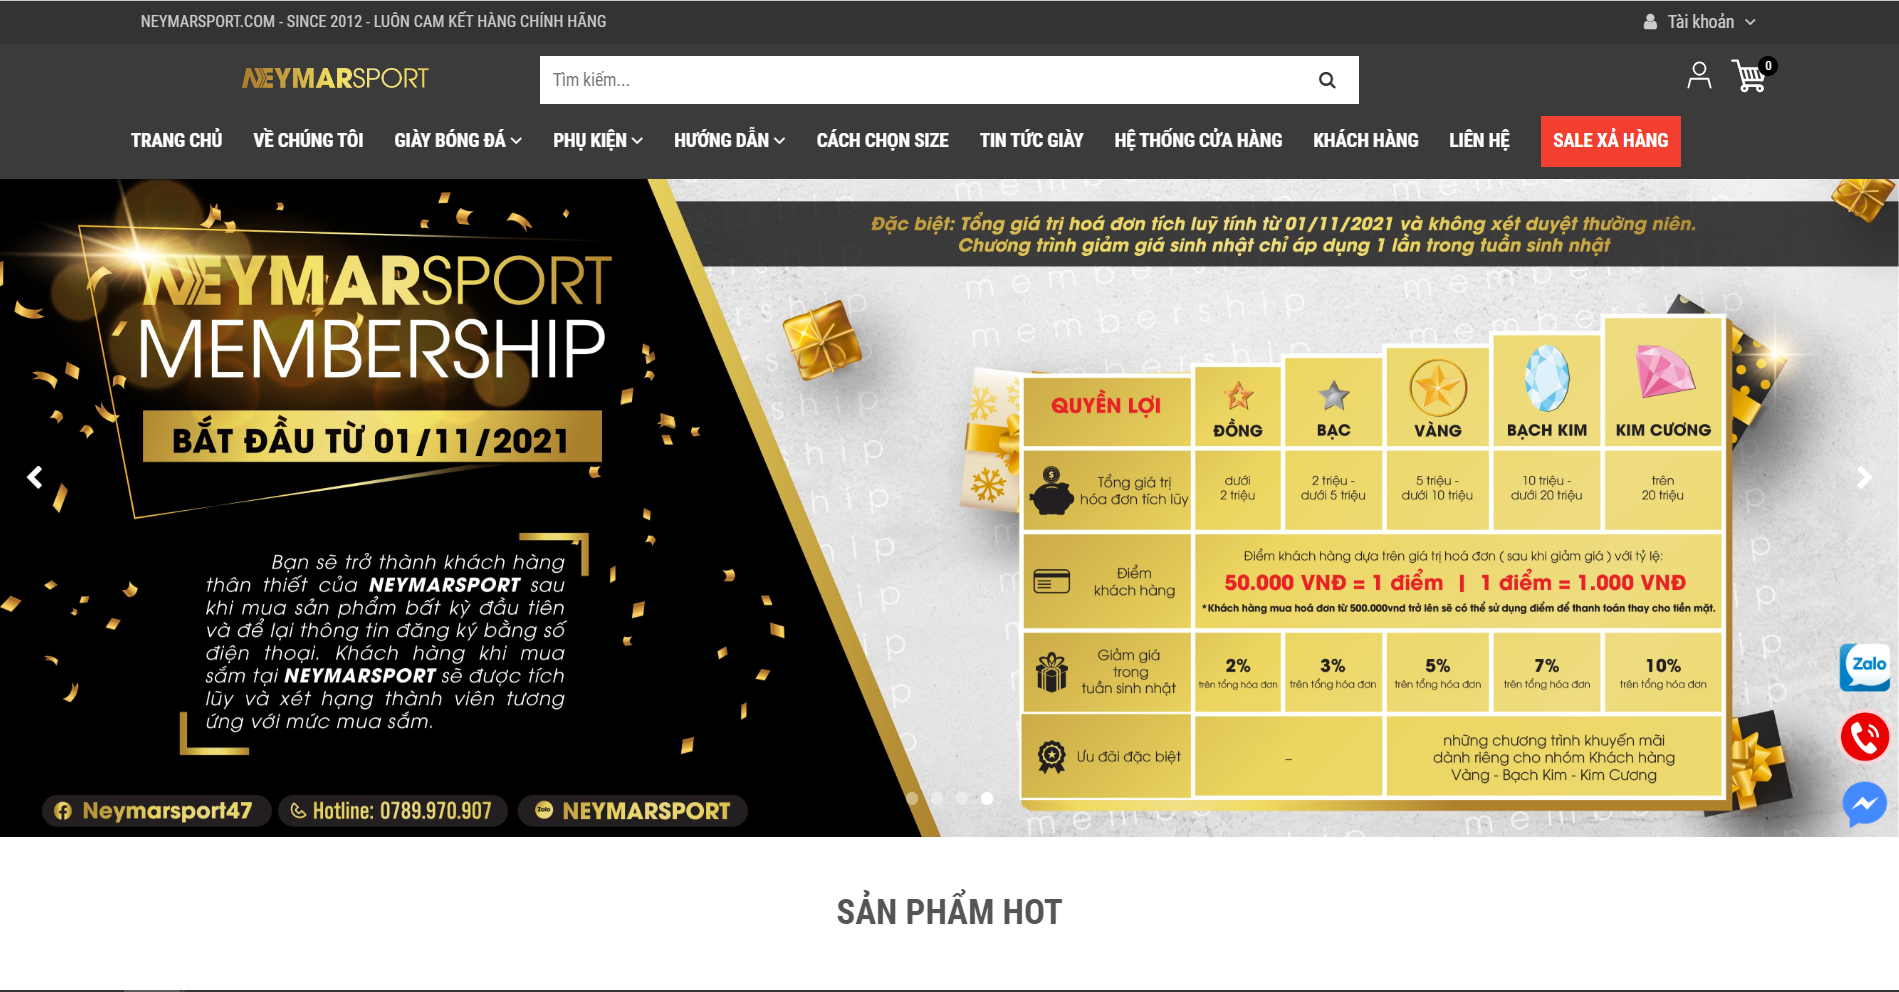 NEYMARSPORT.COM - SINCE 2012 - LUÔN CAM KẾT HÀNG CHÍNH HÃNG
Tài khoản
NEYMARSPORT
Tìm kiếm...
0
TRANG CHỦ
VỀ CHÚNG TÔI
GIÀY BÓNG ĐÁ
PHỤ KIỆN
HƯỚNG DẪN
CÁCH CHỌN SIZE
TIN TỨC GIÀY
HỆ THỐNG CỬA HÀNG
KHÁCH HÀNG
LIÊN HỆ
SALE XẢ HÀNG
NEYMARSPORT
MEMBERSHIP
BẮT ĐẦU TỪ 01/11/2021
Bạn sẽ trở thành khách hàng
thân thiết của NEYMARSPORT sau
khi mua sản phẩm bất kỳ đầu tiên
và để lại thông tin đăng ký bằng số
điện thoại. Khách hàng khi mua
sắm tại NEYMARSPORT sẽ được tích
lũy và xét hạng thành viên tương
ứng với mức mua sắm.
Neymarsport47
Hotline: 0789.970.907
Zalo
NEYMARSPORT
Đặc biệt: Tổng giá trị hoá đơn tích luỹ tính từ 01/11/2021 và không xét duyệt thường niên.
Chương trình giảm giá sinh nhật chỉ áp dụng 1 lần trong tuần sinh nhật
membership
membership
membership
membership
QUYỀN LỢI
ĐỒNG
BẠC
VÀNG
BẠCH KIM
KIM CƯƠNG
Tổng giá trị
hóa đơn tích lũy
dưới
2 triệu
2 triệu -
dưới 5 triệu
5 triệu -
dưới 10 triệu
10 triệu -
dưới 20 triệu
trên
20 triệu
Điểm
khách hàng
Điểm khách hàng dựa trên giá trị hoá đơn ( sau khi giảm giá ) với tỷ lệ:
50.000 VNĐ = 1 điểm | 1 điểm = 1.000 VNĐ
*Khách hàng mua hoá đơn từ 500.000vnd trở lên sẽ có thể sử dụng điểm để thanh toán thay cho tiền mặt.
Giảm giá
trong
tuần sinh nhật
2%
trên tổng hóa đơn
3%
trên tổng hóa đơn
5%
trên tổng hóa đơn
7%
trên tổng hóa đơn
10%
trên tổng hóa đơn
Ưu đãi đặc biệt
–
những chương trình khuyến mãi
dành riêng cho nhóm Khách hàng
Vàng - Bạch Kim - Kim Cương
Zalo
SẢN PHẨM HOT